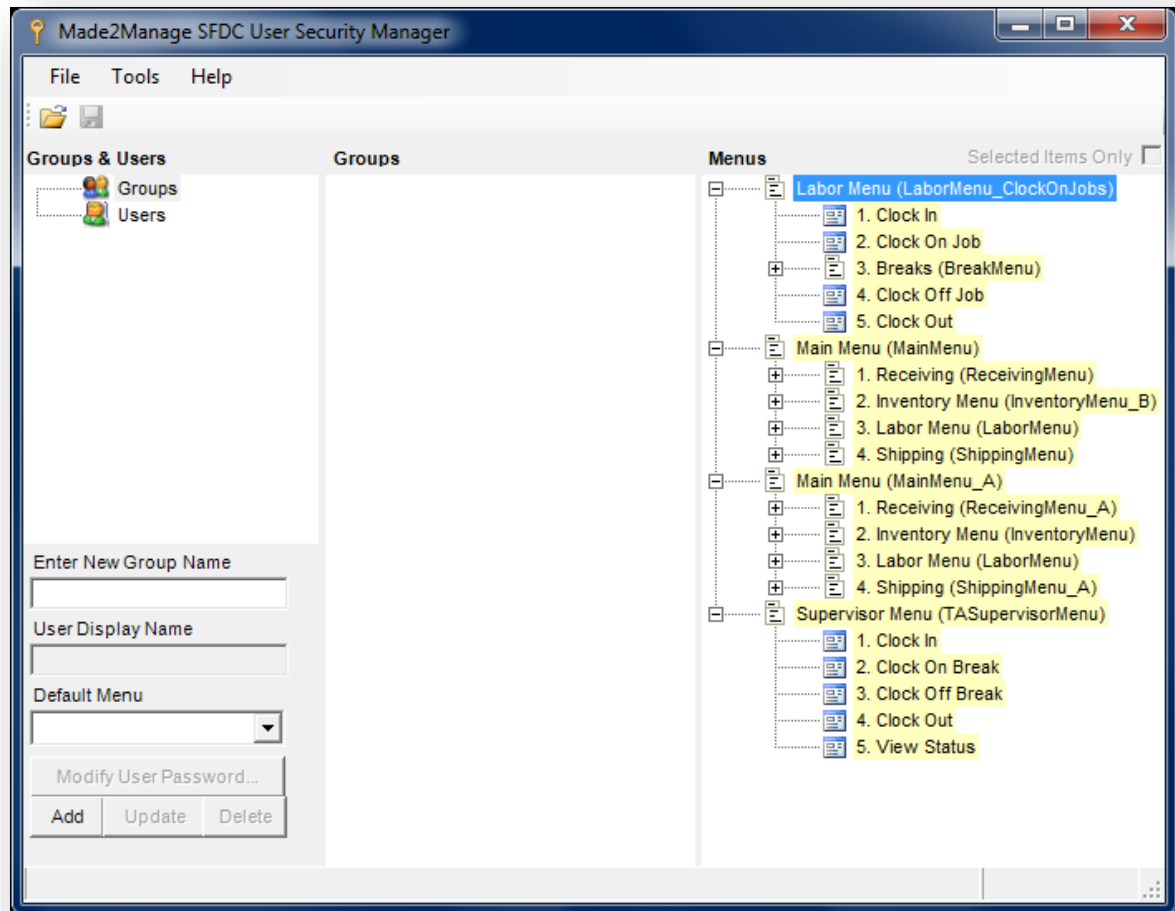 Made2Manage SFDC User Security Manager
File Tools Help
Groups & Users
Groups
Users
Enter New Group Name
User Display Name
Default Menu
Modify User Password...
Add Update Delete
Groups
Menus
Selected Items Only
Labor Menu (LaborMenu_ClockOnJobs)
1. Clock In
2. Clock On Job
3. Breaks (BreakMenu)
4. Clock Off Job
5. Clock Out
Main Menu (MainMenu)
1. Receiving (ReceivingMenu)
2. Inventory Menu (InventoryMenu_B)
3. Labor Menu (LaborMenu)
4. Shipping (ShippingMenu)
Main Menu (MainMenu_A)
1. Receiving (ReceivingMenu_A)
2. Inventory Menu (InventoryMenu)
3. Labor Menu (LaborMenu)
4. Shipping (ShippingMenu_A)
Supervisor Menu (TASupervisorMenu)
1. Clock In
2. Clock On Break
3. Clock Off Break
4. Clock Out
5. View Status